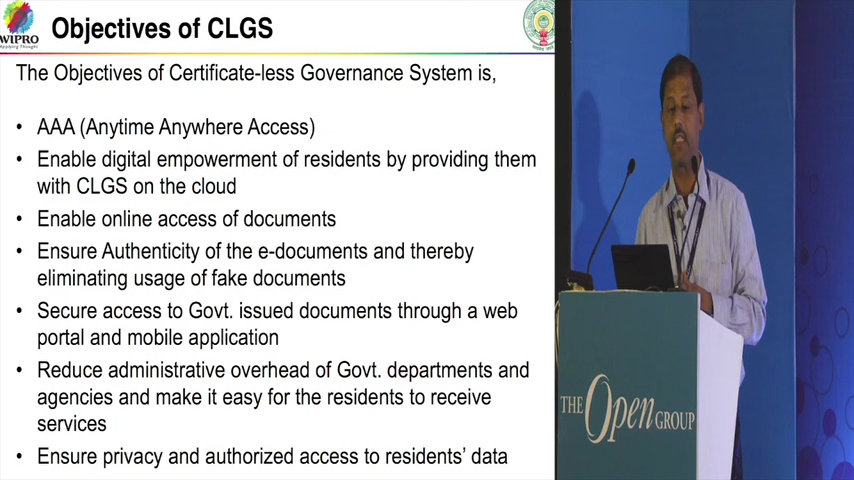 WIPRO
Applying Thought
Objectives of CLGS
The Objectives of Certificate-less Governance System is,
• AAA (Anytime Anywhere Access)
• Enable digital empowerment of residents by providing them
with CLGS on the cloud
• Enable online access of documents
• Ensure Authenticity of the e-documents and thereby
eliminating usage of fake documents
• Secure access to Govt. issued documents through a web
portal and mobile application
• Reduce administrative overhead of Govt. departments and
agencies and make it easy for the residents to receive
services
• Ensure privacy and authorized access to residents' data
THE Open GROUP